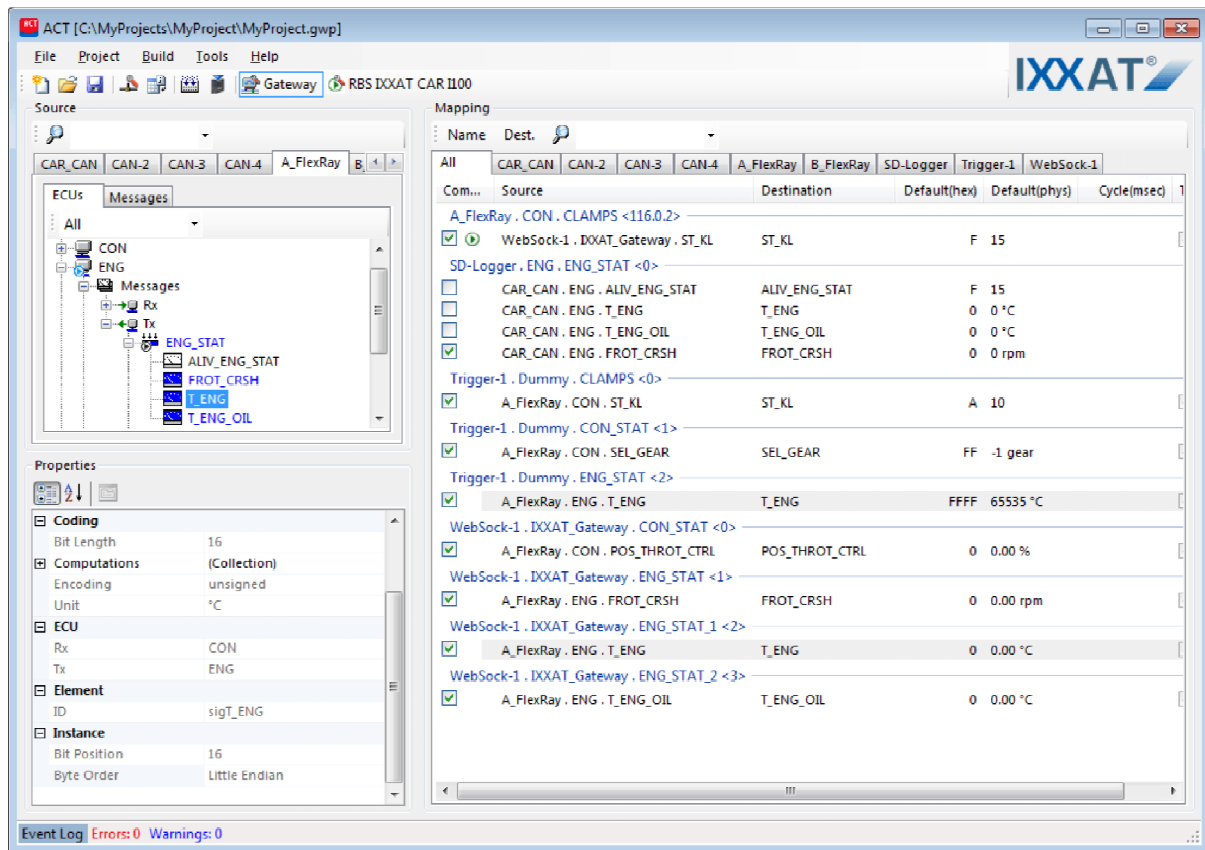 ACT [C:\MyProjects\MyProject\MyProject.gwp]
File Project Build Tools Help
Gateway RBS IXXAT CAR I100
IXXAT®
Source
CAR_CAN CAN-2 CAN-3 CAN-4 A_FlexRay B_
ECUs Messages
All
CON
ENG
Messages
Rx
Tx
ENG_STAT
ALIV_ENG_STAT
FROT_CRSH
T_ENG
T_ENG_OIL
Properties
Coding
Bit Length 16
Computations (Collection)
Encoding unsigned
Unit °C
ECU
Rx CON
Tx ENG
Element
ID sigT_ENG
Instance
Bit Position 16
Byte Order Little Endian
Mapping
Name Dest.
All CAR_CAN CAN-2 CAN-3 CAN-4 A_FlexRay B_FlexRay SD-Logger Trigger-1 WebSock-1
Com... Source Destination Default(hex) Default(phys) Cycle(msec)
A_FlexRay . CON . CLAMPS <116.0.2>
WebSock-1 . IXXAT_Gateway . ST_KL ST_KL F 15
SD-Logger . ENG . ENG_STAT <0>
CAR_CAN . ENG . ALIV_ENG_STAT ALIV_ENG_STAT F 15
CAR_CAN . ENG . T_ENG T_ENG 0 0 °C
CAR_CAN . ENG . T_ENG_OIL T_ENG_OIL 0 0 °C
CAR_CAN . ENG . FROT_CRSH FROT_CRSH 0 0 rpm
Trigger-1 . Dummy . CLAMPS <0>
A_FlexRay . CON . ST_KL ST_KL A 10
Trigger-1 . Dummy . CON_STAT <1>
A_FlexRay . CON . SEL_GEAR SEL_GEAR FF -1 gear
Trigger-1 . Dummy . ENG_STAT <2>
A_FlexRay . ENG . T_ENG T_ENG FFFF 65535 °C
WebSock-1 . IXXAT_Gateway . CON_STAT <0>
A_FlexRay . CON . POS_THROT_CTRL POS_THROT_CTRL 0 0.00 %
WebSock-1 . IXXAT_Gateway . ENG_STAT <1>
A_FlexRay . ENG . FROT_CRSH FROT_CRSH 0 0.00 rpm
WebSock-1 . IXXAT_Gateway . ENG_STAT_1 <2>
A_FlexRay . ENG . T_ENG T_ENG 0 0.00 °C
WebSock-1 . IXXAT_Gateway . ENG_STAT_2 <3>
A_FlexRay . ENG . T_ENG_OIL T_ENG_OIL 0 0.00 °C
Event Log Errors: 0 Warnings: 0